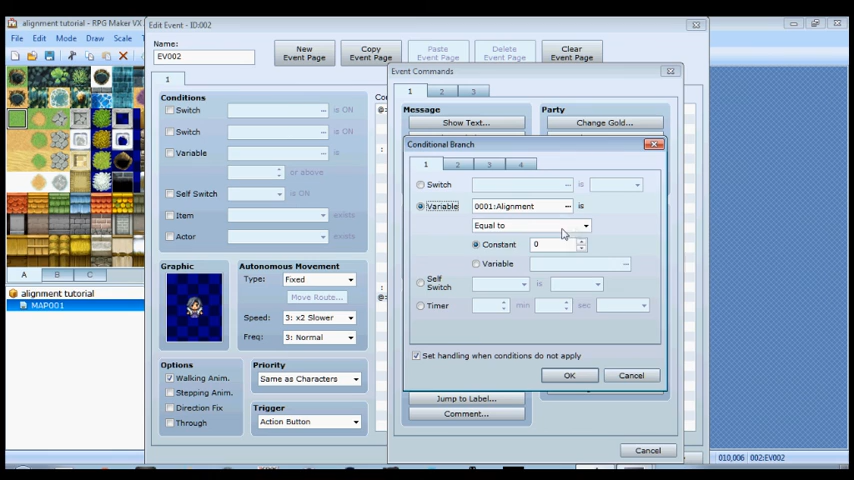 alignment tutorial - RPG Maker VX
File Edit Mode Draw Scale
A B C
alignment tutorial
MAP001
Edit Event - ID:002
Name:
EV002
New Event Page
Copy Event Page
Paste Event Page
Delete Event Page
Clear Event Page
1
Conditions
Switch ... is ON
Switch ... is ON
Variable ... is
or above
Self Switch is ON
Item exists
Actor exists
Graphic
Autonomous Movement
Type: Fixed
Move Route...
Speed: 3: x2 Slower
Freq: 3: Normal
Options
Walking Anim.
Stepping Anim.
Direction Fix
Through
Priority
Same as Characters
Trigger
Action Button
Event Commands
1 2 3
Message
Show Text...
Party
Change Gold...
Conditional Branch
1 2 3 4
Switch ... is
Variable 0001:Alignment ... is
Equal to
Constant 0
Variable ...
Self Switch is
Timer min sec
Set handling when conditions do not apply
OK Cancel
Jump to Label...
Comment...
Cancel
010,006 002:EV002